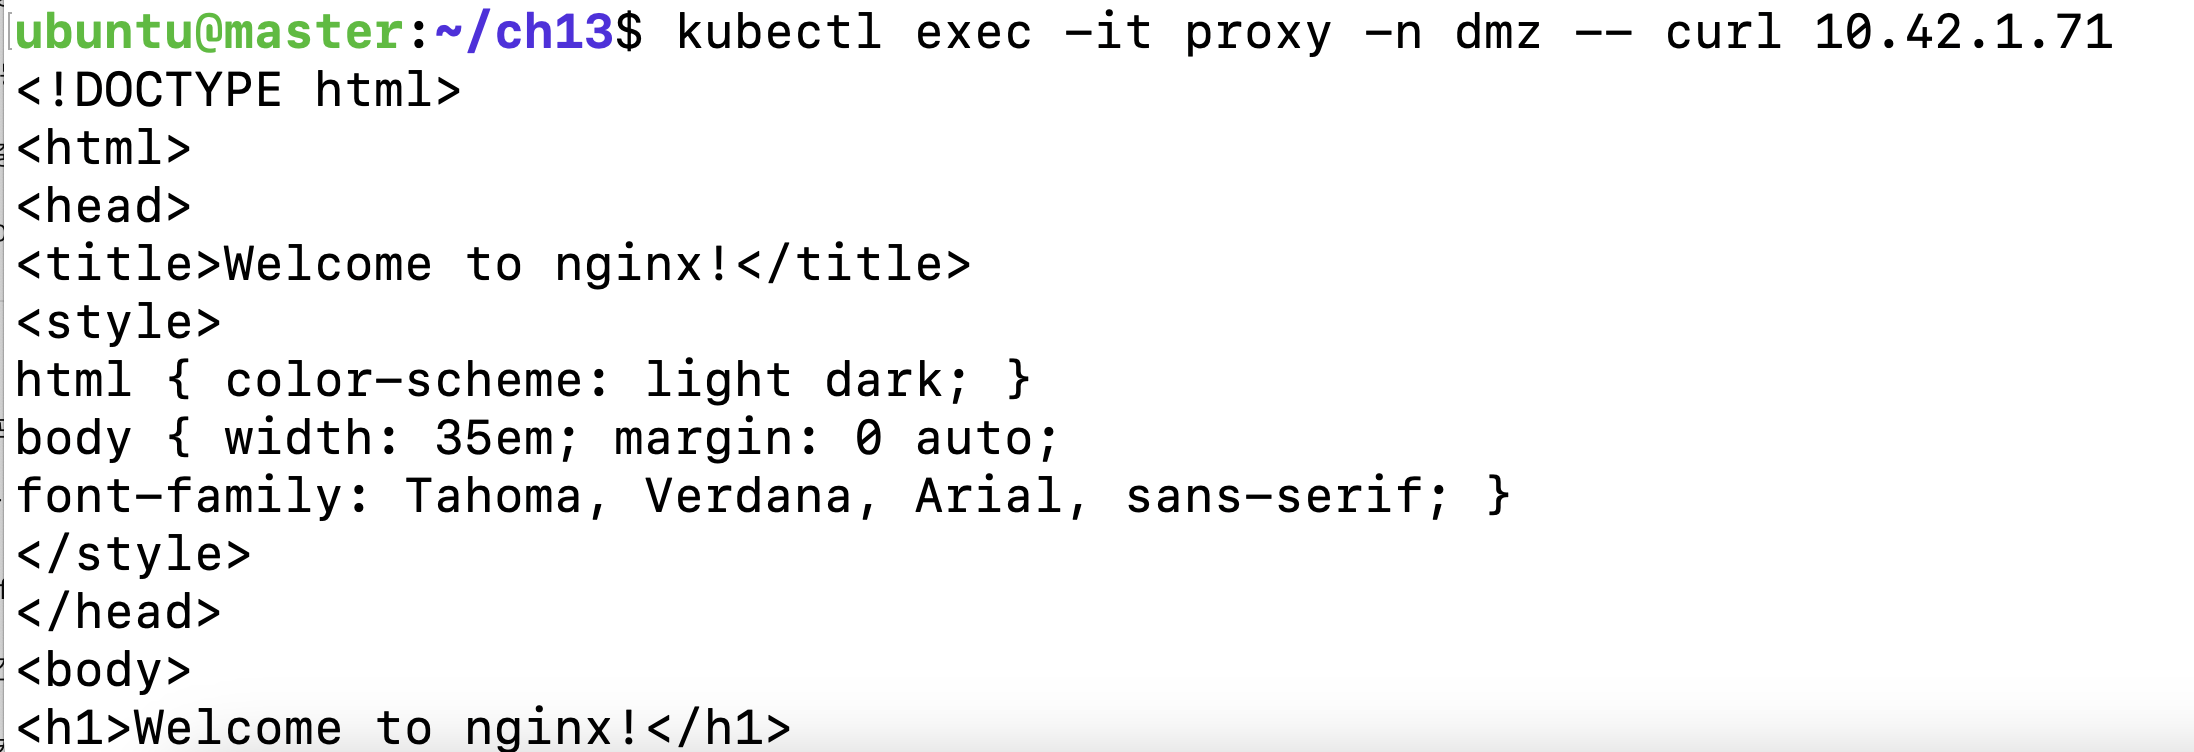 ubuntu@master:~/ch13$ kubectl exec -it proxy -n dmz -- curl 10.42.1.71
<!DOCTYPE html>
<html>
<head>
<title>Welcome to nginx!</title>
<style>
html { color-scheme: light dark; }
body { width: 35em; margin: 0 auto;
font-family: Tahoma, Verdana, Arial, sans-serif; }
</style>
</head>
<body>
<h1>Welcome to nginx!</h1>